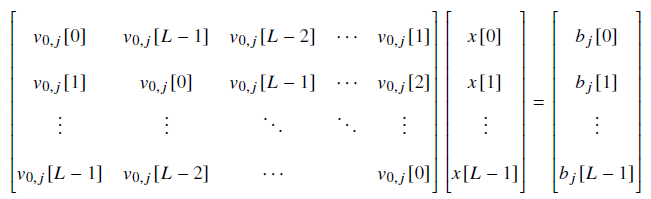 v₀,ⱼ[0] v₀,ⱼ[L − 1] v₀,ⱼ[L − 2] ⋯ v₀,ⱼ[1] x[0] bⱼ[0]
v₀,ⱼ[1] v₀,ⱼ[0] v₀,ⱼ[L − 1] ⋯ v₀,ⱼ[2] x[1] = bⱼ[1]
⋮ ⋮ ⋱ ⋱ ⋮ ⋮ ⋮
v₀,ⱼ[L − 1] v₀,ⱼ[L − 2] ⋯ v₀,ⱼ[0] x[L − 1] bⱼ[L − 1]